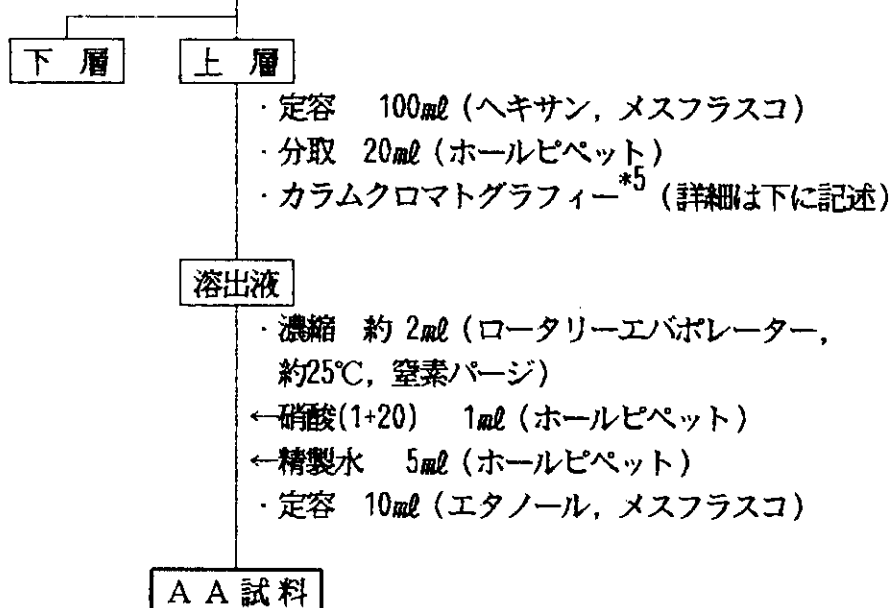 下 層 上 層
・定容 100㎖(ヘキサン,メスフラスコ)
・分取 20㎖(ホールピペット)
・カラムクロマトグラフィー*5(詳細は下に記述)
溶出液
・濃縮 約 2㎖(ロータリーエバポレーター,
約25℃,窒素パージ)
←硝酸(1+20) 1㎖(ホールピペット)
←精製水 5㎖(ホールピペット)
・定容 10㎖(エタノール,メスフラスコ)
A A 試 料